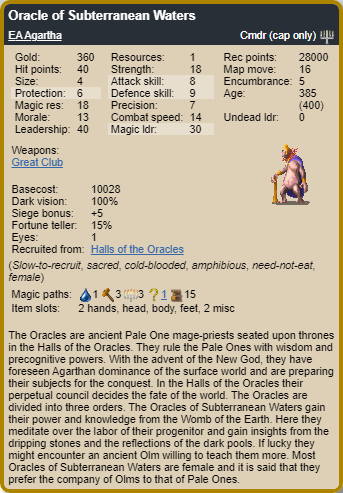 Oracle of Subterranean Waters
EA Agartha Cmdr (cap only)
Gold: 360 Resources: 1 Rec points: 28000
Hit points: 40 Strength: 18 Map move: 16
Size: 4 Attack skill: 8 Encumbrance: 5
Protection: 6 Defence skill: 9 Age: 385
Magic res: 18 Precision: 7 (400)
Morale: 13 Combat speed: 14 Undead ldr: 0
Leadership: 40 Magic ldr: 30
Weapons:
Great Club
Basecost: 10028
Dark vision: 100%
Siege bonus: +5
Fortune teller: 15%
Eyes: 1
Recruited from: Halls of the Oracles
(Slow-to-recruit, sacred, cold-blooded, amphibious, need-not-eat,
female)
Magic paths: 1 3 3 ? 1 15
Item slots: 2 hands, head, body, feet, 2 misc
The Oracles are ancient Pale One mage-priests seated upon thrones
in the Halls of the Oracles. They rule the Pale Ones with wisdom and
precognitive powers. With the advent of the New God, they have
foreseen Agarthan dominance of the surface world and are preparing
their subjects for the conquest. In the Halls of the Oracles their
perpetual council decides the fate of the world. The Oracles are
divided into three orders. The Oracles of Subterranean Waters gain
their power and knowledge from the Womb of the Earth. Here they
meditate over the labor of their progenitor and gain insights from the
dripping stones and the reflections of the dark pools. If lucky they
might encounter an ancient Olm willing to teach them more. Most
Oracles of Subterranean Waters are female and it is said that they
prefer the company of Olms to that of Pale Ones.